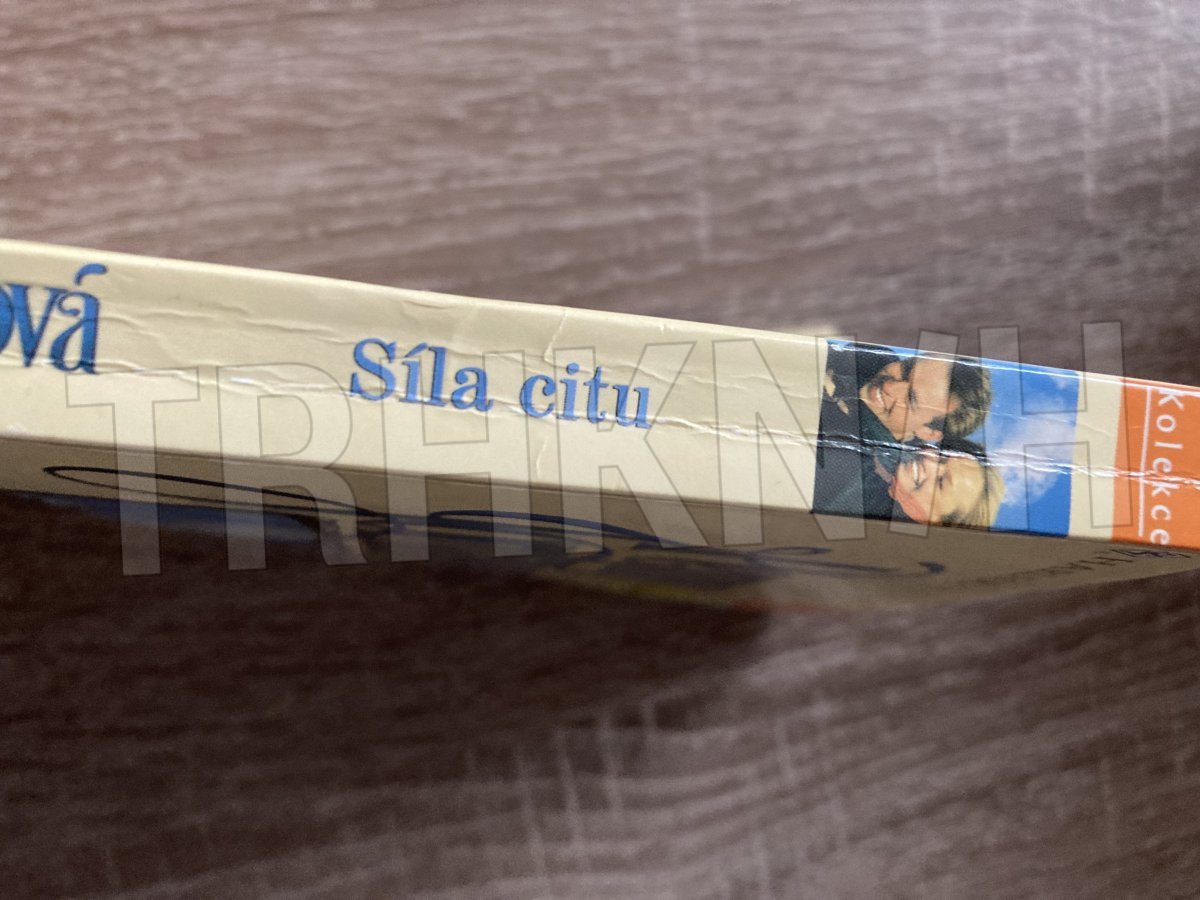 ová
Síla citu
Kolekce
TRHKNIH